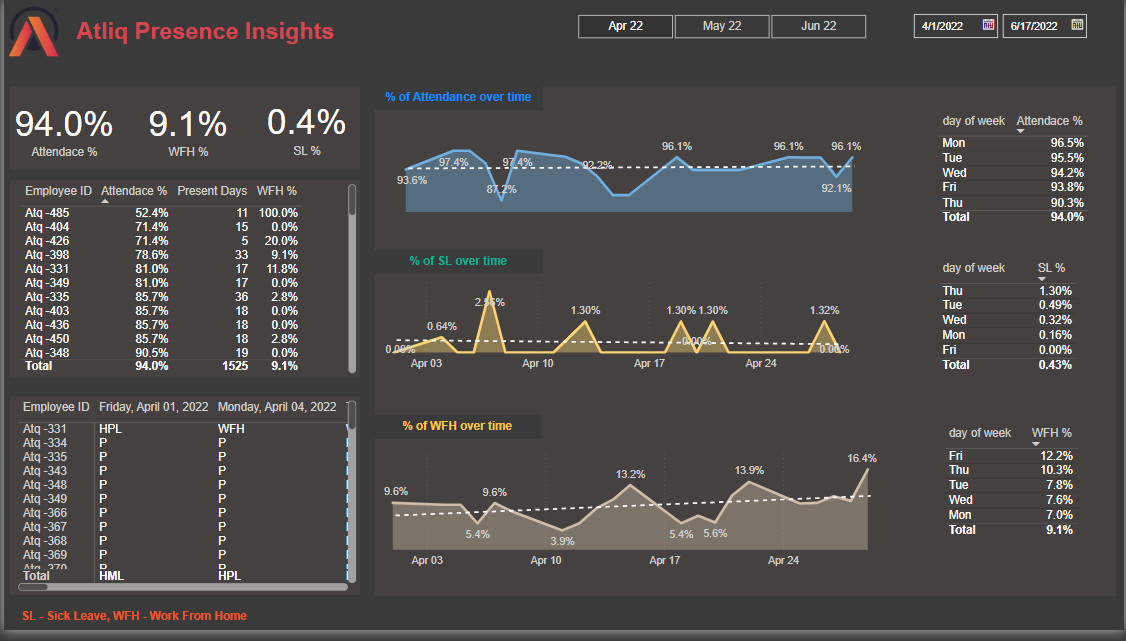 Atliq Presence Insights
Apr 22 May 22 Jun 22
4/1/2022 6/17/2022
94.0% 9.1% 0.4%
Attendace % WFH % SL %
Employee ID Attendace % Present Days WFH %
Atq -485 52.4% 11 100.0%
Atq -404 71.4% 15 0.0%
Atq -426 71.4% 5 20.0%
Atq -398 78.6% 33 9.1%
Atq -331 81.0% 17 11.8%
Atq -349 81.0% 17 0.0%
Atq -335 85.7% 36 2.8%
Atq -403 85.7% 18 0.0%
Atq -436 85.7% 18 0.0%
Atq -450 85.7% 18 2.8%
Atq -348 90.5% 19 0.0%
Total 94.0% 1525 9.1%
Employee ID Friday, April 01, 2022 Monday, April 04, 2022
Atq -331 HPL WFH
Atq -334 P P
Atq -335 P P
Atq -343 P P
Atq -348 P P
Atq -349 P P
Atq -366 P P
Atq -367 P P
Atq -368 P P
Atq -369 P P
Atq -370 P P
Total HML HPL
SL - Sick Leave, WFH - Work From Home
% of Attendance over time
93.6% 97.4% 87.2% 97.4% 92.2% 96.1% 96.1% 92.1% 96.1%
day of week Attendace %
Mon 96.5%
Tue 95.5%
Wed 94.2%
Fri 93.8%
Thu 90.3%
Total 94.0%
% of SL over time
0.00% 0.64% 2.56% 1.30% 1.30% 0.00% 1.30% 1.32% 0.00%
Apr 03 Apr 10 Apr 17 Apr 24
day of week SL %
Thu 1.30%
Tue 0.49%
Wed 0.32%
Mon 0.16%
Fri 0.00%
Total 0.43%
% of WFH over time
9.6% 5.4% 9.6% 3.9% 13.2% 5.4% 5.6% 13.9% 16.4%
Apr 03 Apr 10 Apr 17 Apr 24
day of week WFH %
Fri 12.2%
Thu 10.3%
Tue 7.8%
Wed 7.6%
Mon 7.0%
Total 9.1%